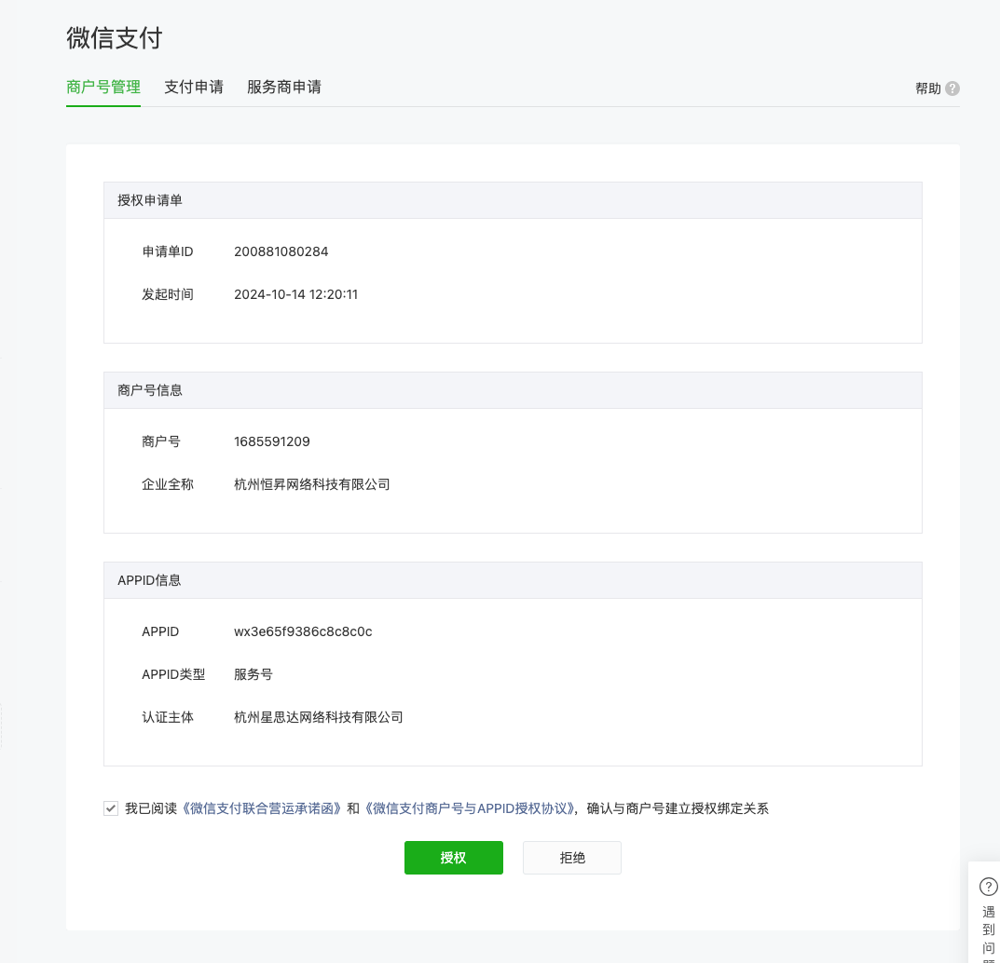 微信支付
商户号管理 支付申请 服务商申请 帮助
授权申请单
申请单ID 200881080284
发起时间 2024-10-14 12:20:11
商户号信息
商户号 1685591209
企业全称 杭州恒昇网络科技有限公司
APPID信息
APPID wx3e65f9386c8c8c0c
APPID类型 服务号
认证主体 杭州星思达网络科技有限公司
我已阅读《微信支付联合营运承诺函》和《微信支付商户号与APPID授权协议》，确认与商户号建立授权绑定关系
授权 拒绝
遇
到
问